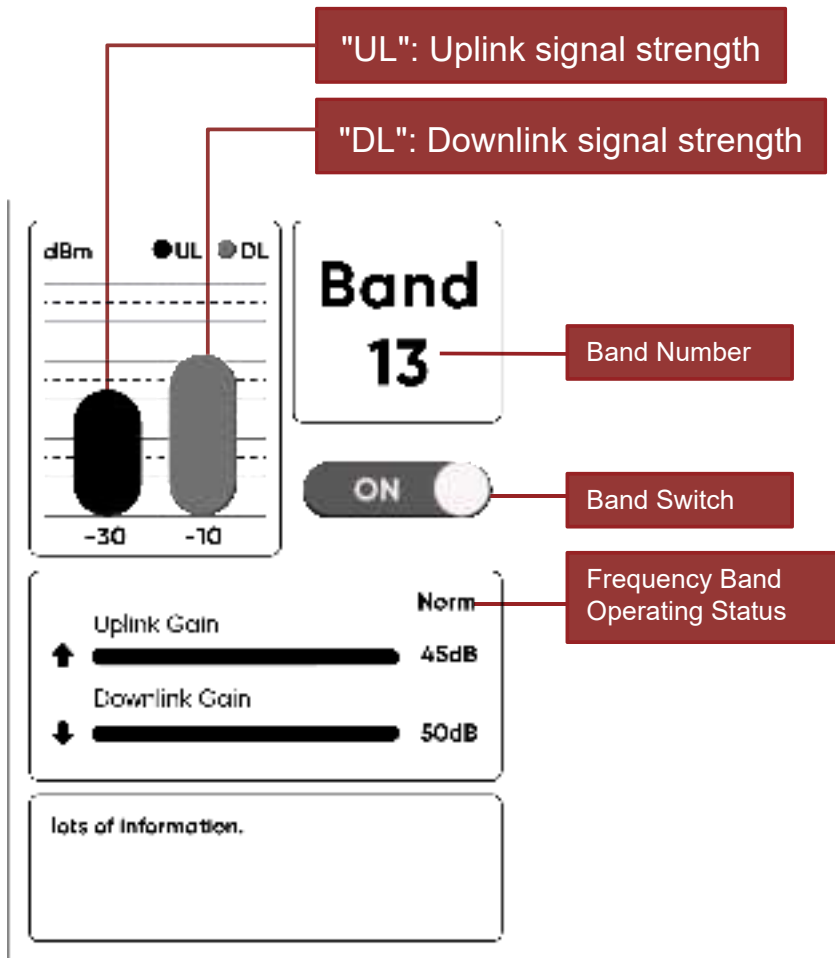 "UL": Uplink signal strength
"DL": Downlink signal strength
dBm UL DL
Band
13
Band Number
ON
Band Switch
-30 -10
Frequency Band
Operating Status
Norm
Uplink Gain
45dB
Downlink Gain
50dB
lots of information.